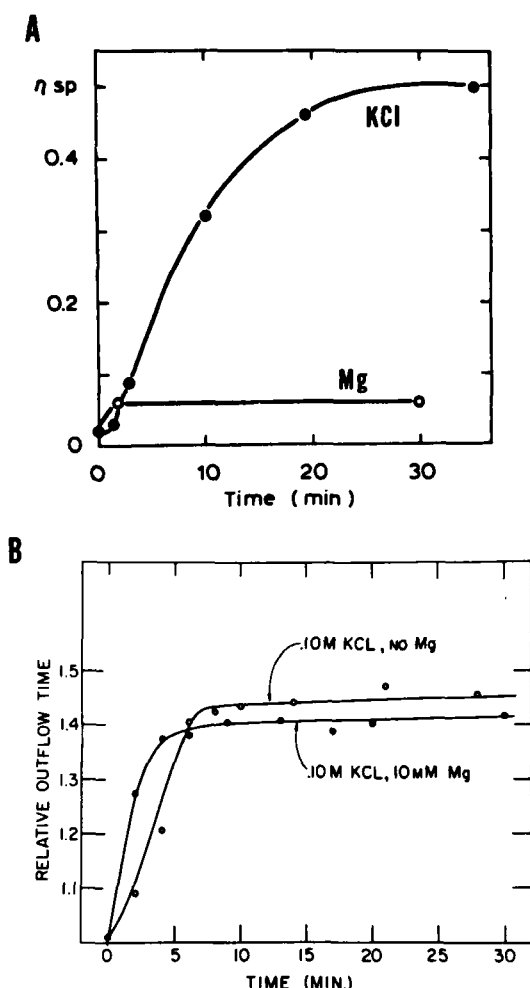 A
η sp
KCl
0.4
0.2
Mg
0
0 10 20 30
Time (min)
B
RELATIVE OUTFLOW TIME
1.5
1.4
1.3
1.2
1.1
.10M KCL, NO Mg
.10M KCL, 10MM Mg
0 5 10 15 20 25 30
TIME (MIN.)